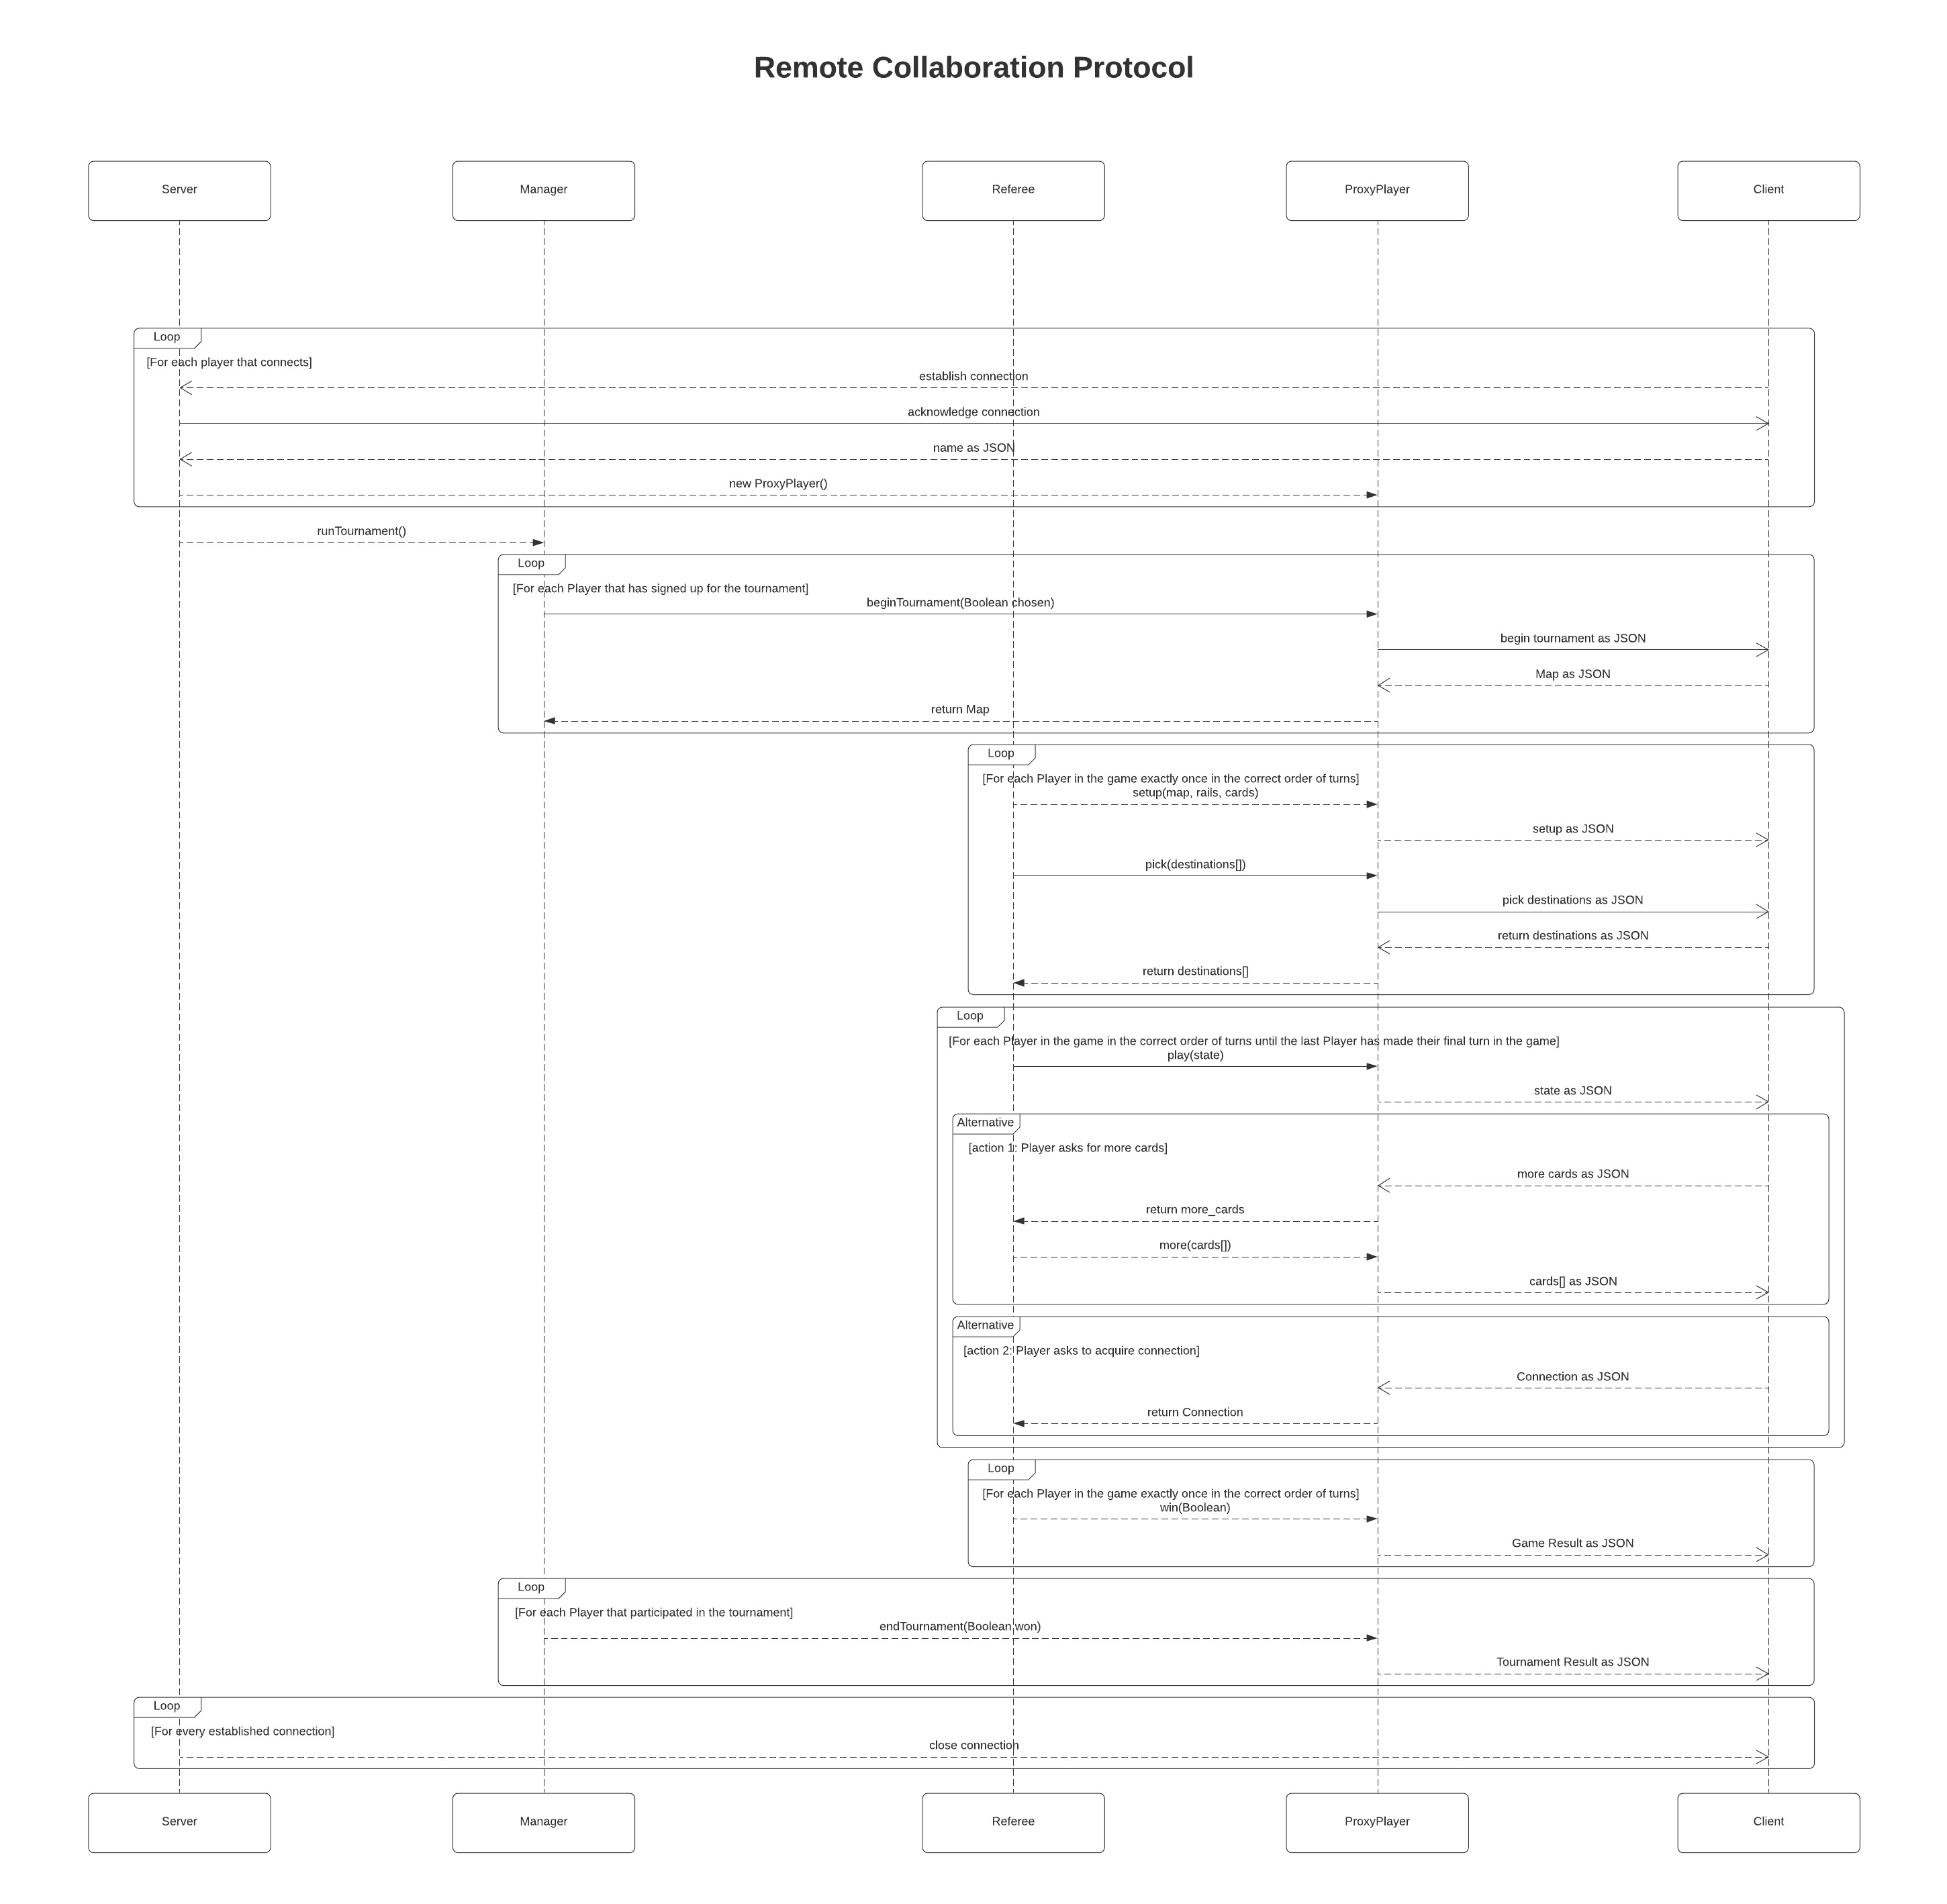 Remote Collaboration Protocol
Server
Manager
Referee
ProxyPlayer
Client
Loop
[For each player that connects]
establish connection
acknowledge connection
name as JSON
new ProxyPlayer()
runTournament()
Loop
[For each Player that has signed up for the tournament]
beginTournament(Boolean chosen)
begin tournament as JSON
Map as JSON
return Map
Loop
[For each Player in the game exactly once in the correct order of turns]
setup(map, rails, cards)
setup as JSON
pick(destinations[])
pick destinations as JSON
return destinations as JSON
return destinations[]
Loop
[For each Player in the game in the correct order of turns until the last Player has made their final turn in the game]
play(state)
state as JSON
Alternative
[action 1: Player asks for more cards]
more cards as JSON
return more_cards
more(cards[])
cards[] as JSON
Alternative
[action 2: Player asks to acquire connection]
Connection as JSON
return Connection
Loop
[For each Player in the game exactly once in the correct order of turns]
win(Boolean)
Game Result as JSON
Loop
[For each Player that participated in the tournament]
endTournament(Boolean won)
Tournament Result as JSON
Loop
[For every established connection]
close connection
Server
Manager
Referee
ProxyPlayer
Client